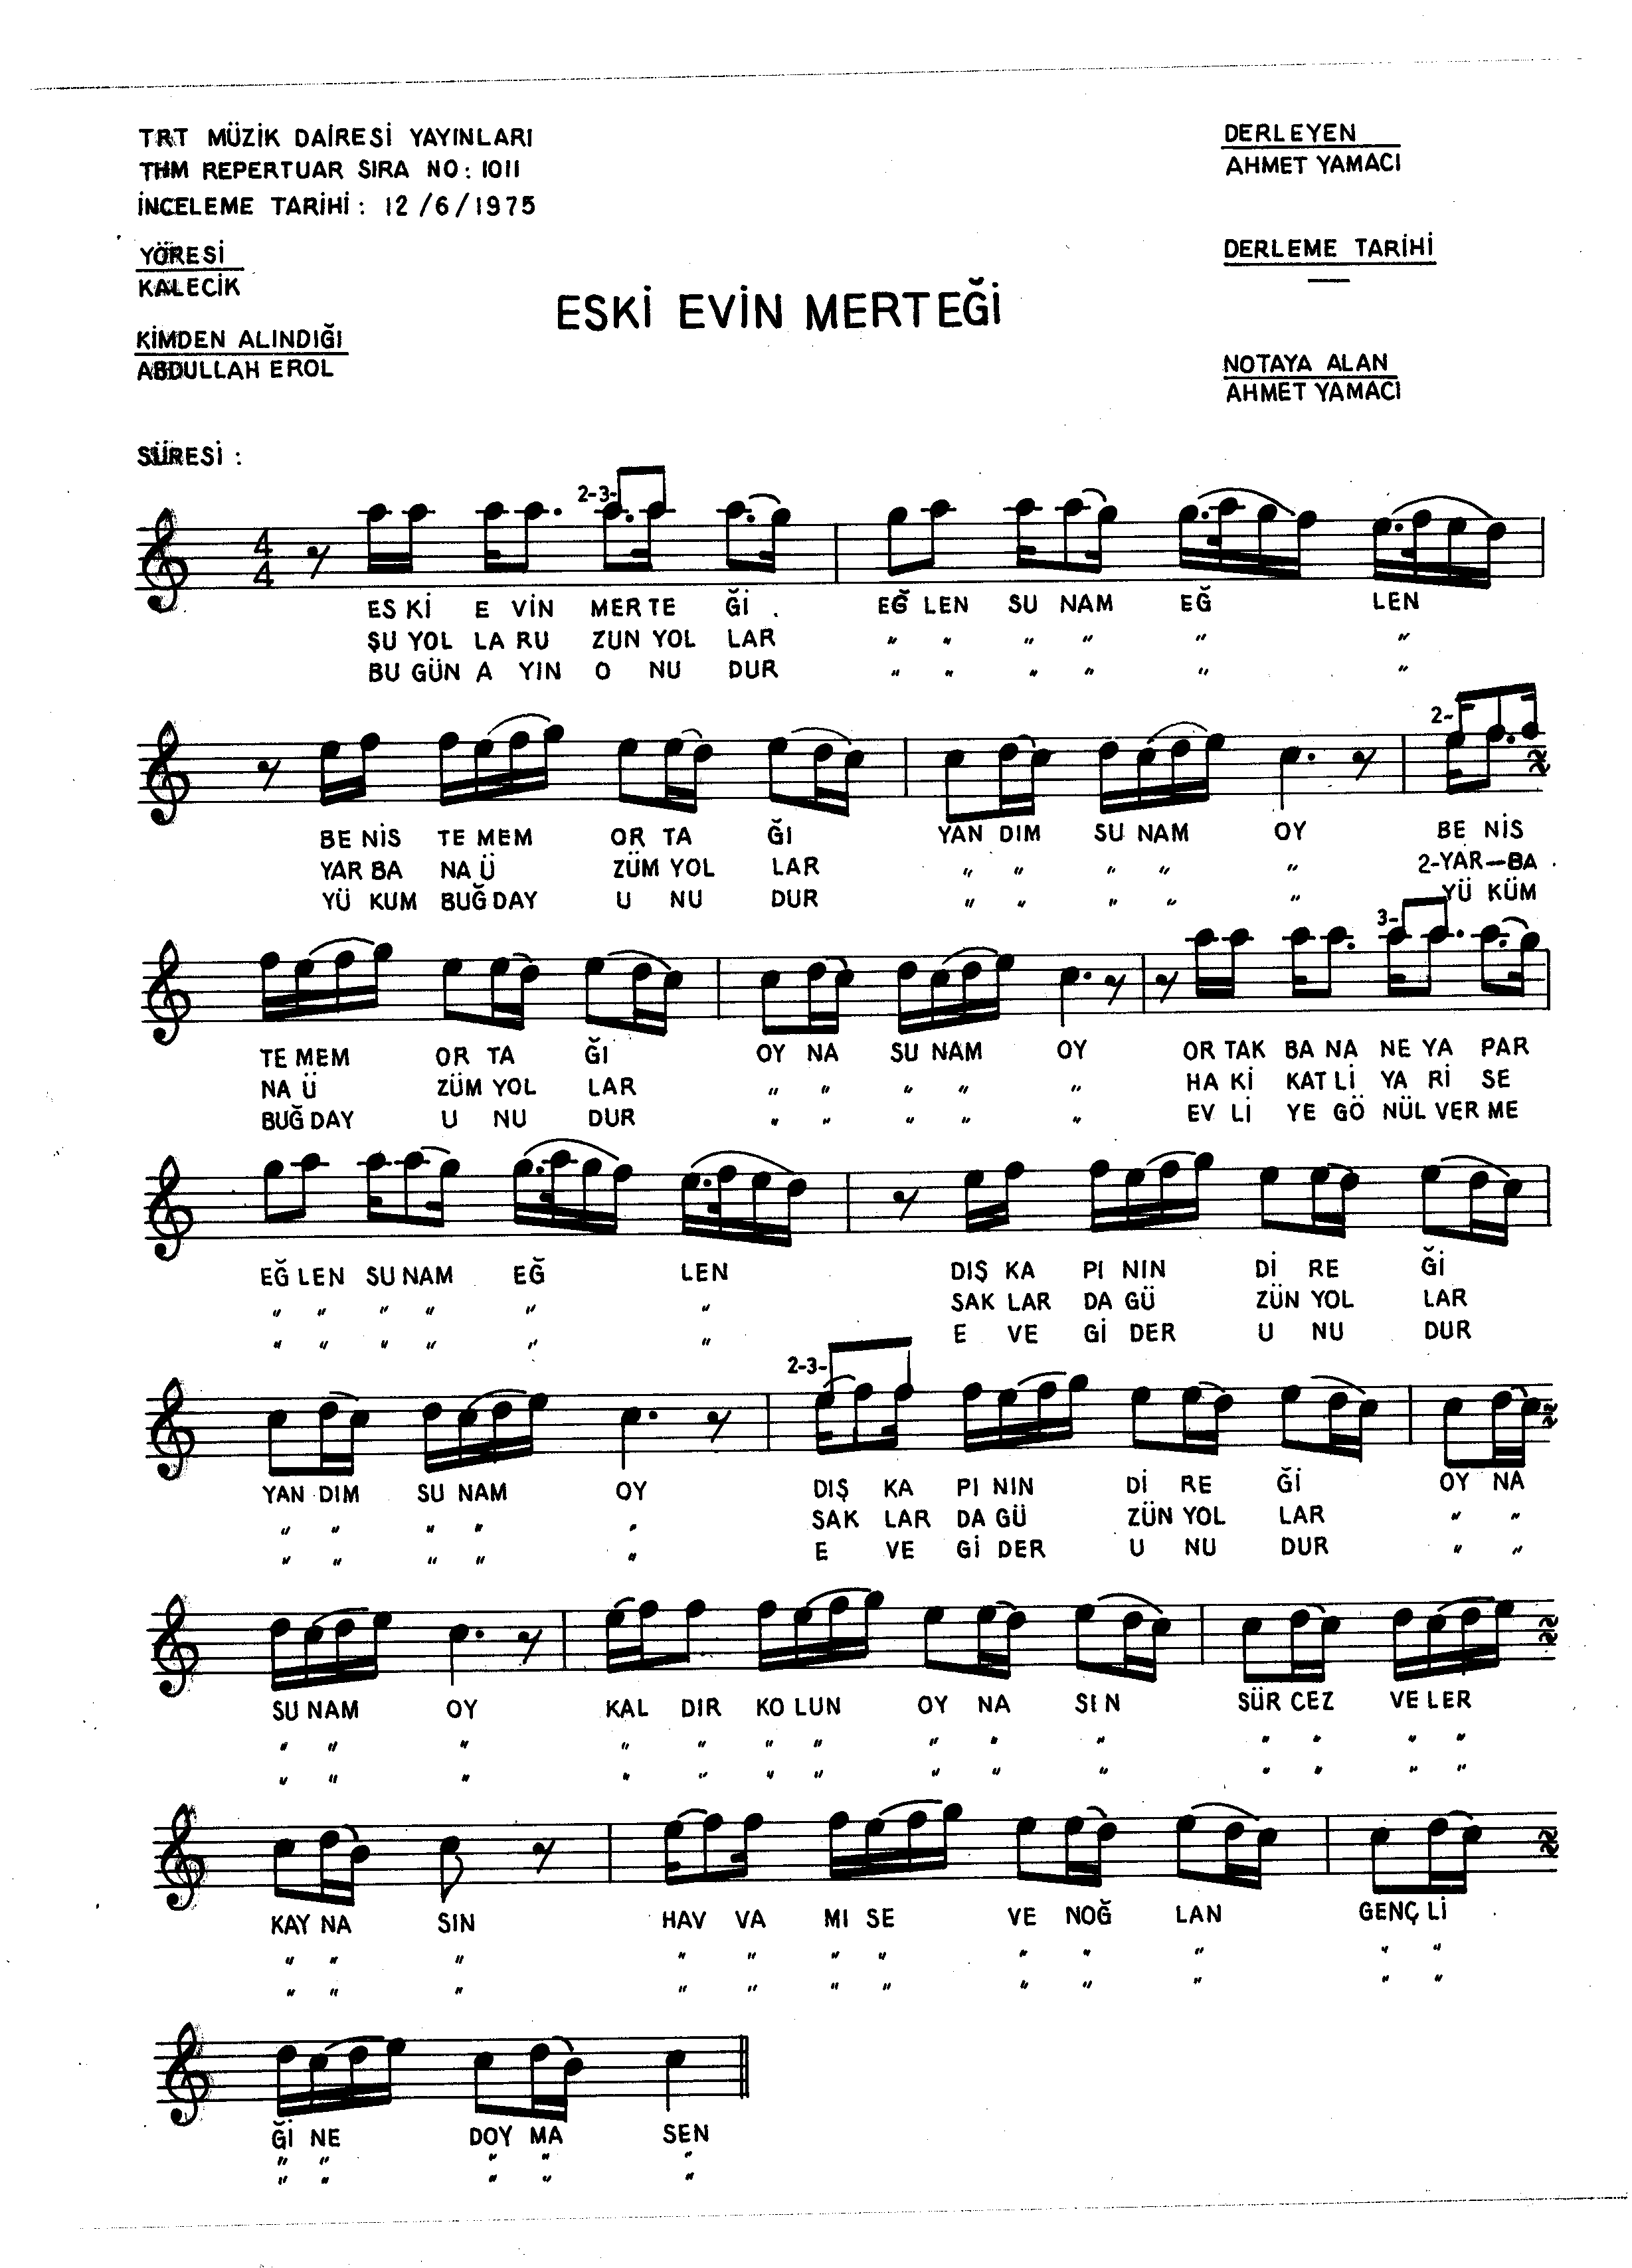 TRT MÜZİK DAİRESİ YAYINLARI
THM REPERTUAR SIRA NO: 1011
İNCELEME TARİHİ: 12/6/1975
DERLEYEN
AHMET YAMACI
YÖRESİ
KALECİK
DERLEME TARİHİ
—
ESKİ EVİN MERTEĞİ
KİMDEN ALINDIĞI
ABDULLAH EROL
NOTAYA ALAN
AHMET YAMACI
SÜRESİ :
2-3-
4
4
ES Kİ E VİN MER TE Ğİ . EĞ LEN SU NAM EĞ LEN
ŞU YOL LA RU ZUN YOL LAR " " " " " "
BU GÜN A YIN O NU DUR " " " " " "
2-
BE NİS TE MEM OR TA ĞI YAN DIM SU NAM OY BE NİS
YAR BA NA Ü ZÜM YOL LAR " " " " " 2-YAR-BA
YÜ KUM BUĞ DAY U NU DUR " " " " " YÜ KÜM
3-
TE MEM OR TA ĞI OY NA SU NAM OY OR TAK BA NA NE YA PAR
NA Ü ZÜM YOL LAR " " " " " HA Kİ KAT Lİ YA Rİ SE
BUĞ DAY U NU DUR " " " " " EV Lİ YE GÖ NÜL VER ME
EĞ LEN SU NAM EĞ LEN DIŞ KA PI NIN Dİ RE Ğİ
" " " " " " SAK LAR DA GÜ ZÜN YOL LAR
" " " " " " E VE Gİ DER U NU DUR
2-3-
YAN DIM SU NAM OY DIŞ KA PI NIN Dİ RE Ğİ OY NA
" " " " " SAK LAR DA GÜ ZÜN YOL LAR " "
" " " " " E VE Gİ DER U NU DUR " "
SU NAM OY KAL DIR KO LUN OY NA SIN SÜR CEZ VE LER
" " " " " " " " " " " " " "
" " " " " " " " " " " " " "
KAY NA SIN HAV VA MI SE VE NOĞ LAN GENÇ Lİ
" " " " " " " " " " " "
" " " " " " " " " " " "
Ğİ NE DOY MA SEN
" " " " "
" " " " "